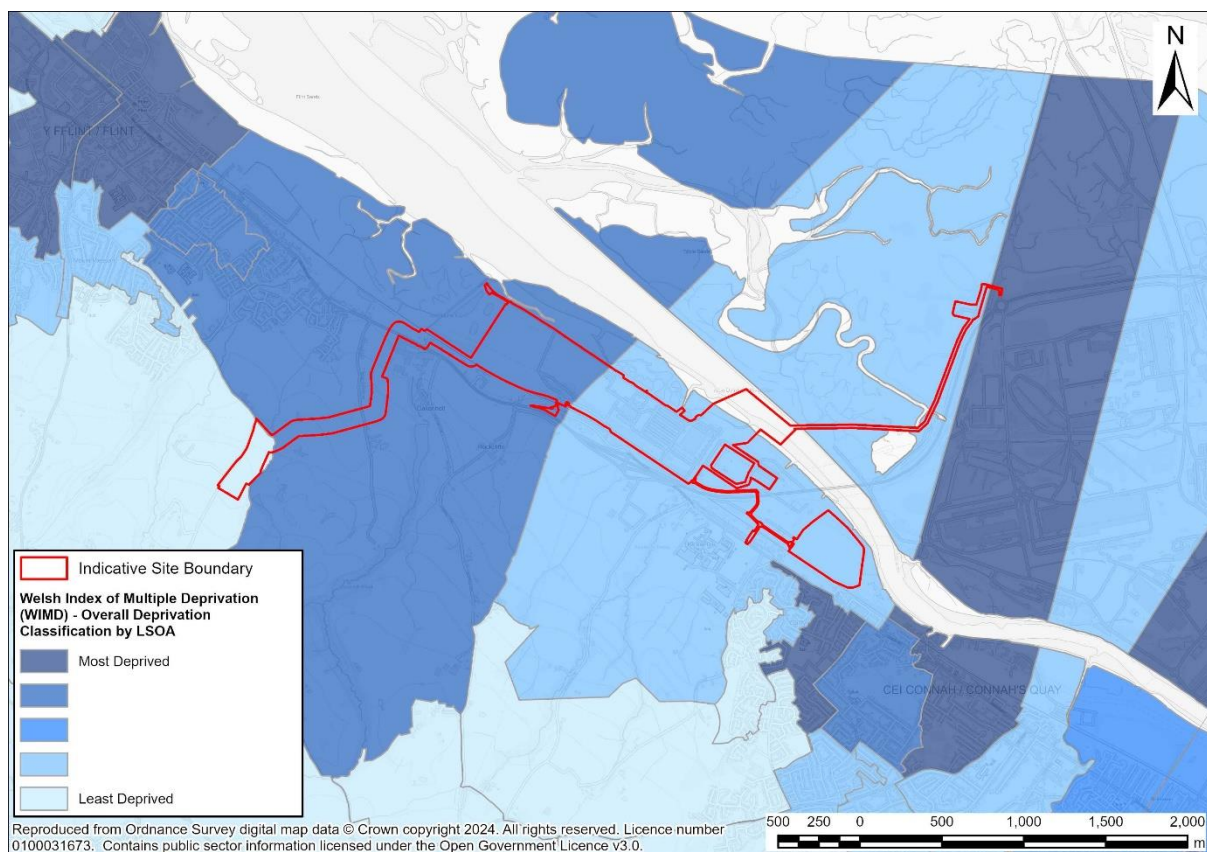 N
Y FFLINT / FLINT
CEI CONNAH / CONNAH'S QUAY
Indicative Site Boundary
Welsh Index of Multiple Deprivation
(WIMD) - Overall Deprivation
Classification by LSOA
Most Deprived
Least Deprived
Reproduced from Ordnance Survey digital map data © Crown copyright 2024. All rights reserved. Licence number
0100031673. Contains public sector information licensed under the Open Government Licence v3.0.
500 250 0 500 1,000 1,500 2,000
m